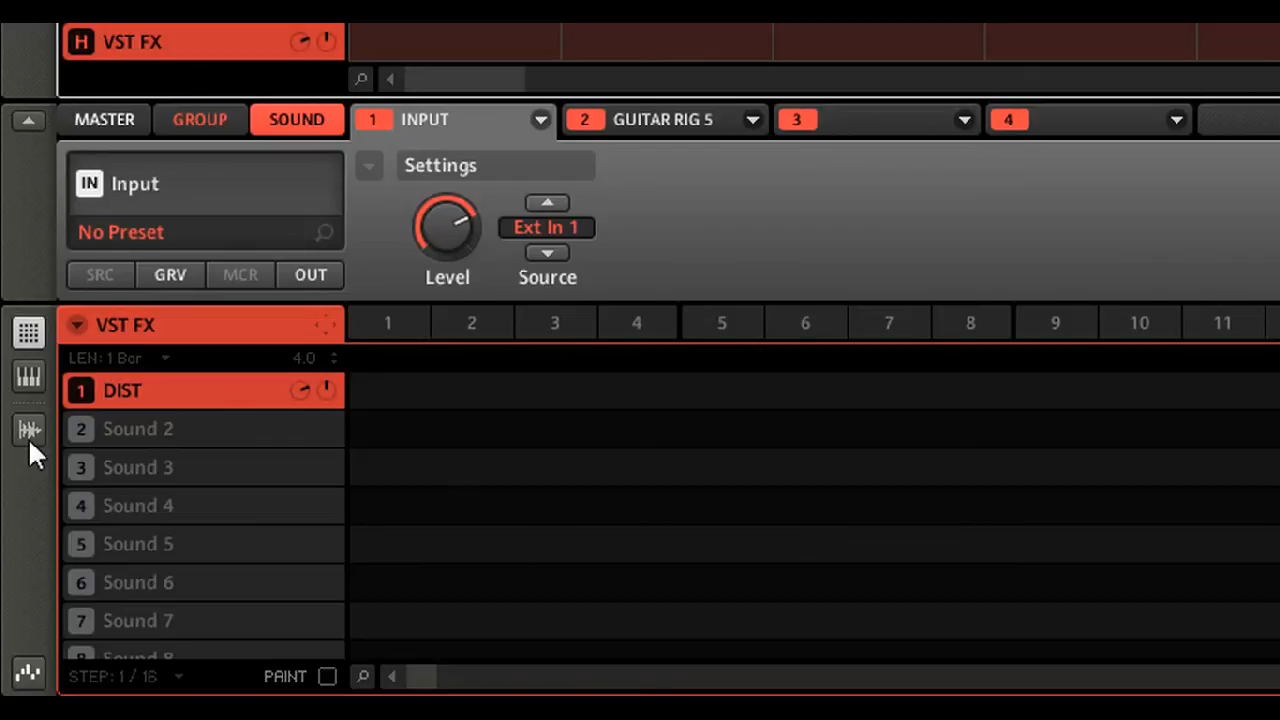 H VST FX
MASTER GROUP SOUND 1 INPUT 2 GUITAR RIG 5 3 4
IN Input
No Preset
SRC GRV MCR OUT
Settings
Ext In 1
Level Source
VST FX 1 2 3 4 5 6 7 8 9 10 11
LEN: 1 Bar 4.0
1 DIST
2 Sound 2
3 Sound 3
4 Sound 4
5 Sound 5
6 Sound 6
7 Sound 7
8 Sound 8
STEP: 1 / 16 PAINT